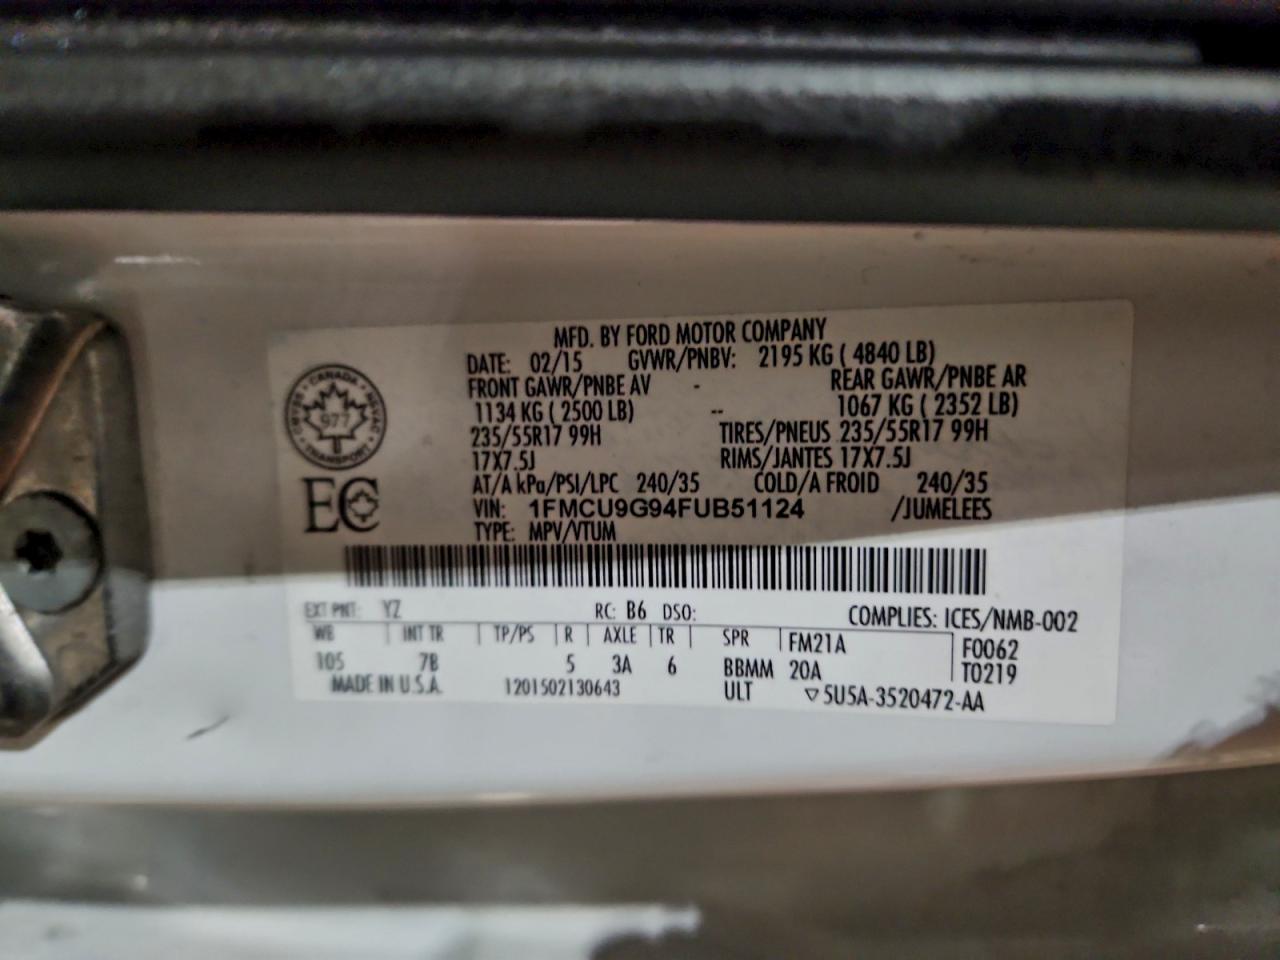 MFD. BY FORD MOTOR COMPANY
DATE: 02/15 GVWR/PNBV: 2195 KG ( 4840 LB)
FRONT GAWR/PNBE AV - REAR GAWR/PNBE AR
1134 KG ( 2500 LB) -- 1067 KG ( 2352 LB)
235/55R17 99H TIRES/PNEUS 235/55R17 99H
17X7.5J RIMS/JANTES 17X7.5J
AT/A kPa/PSI/LPC 240/35 COLD/A FROID 240/35
VIN: 1FMCU9G94FUB51124 /JUMELEES
TYPE: MPV/VTUM
CANADA
977
TRANSPORT
EC
EXT PNT: YZ RC: B6 DSO: COMPLIES: ICES/NMB-002
WB INT TR TP/PS R AXLE TR SPR FM21A F0062
105 7B 5 3A 6 BBMM 20A T0219
MADE IN U.S.A. 1201502130643 ULT ▽5U5A-3520472-AA